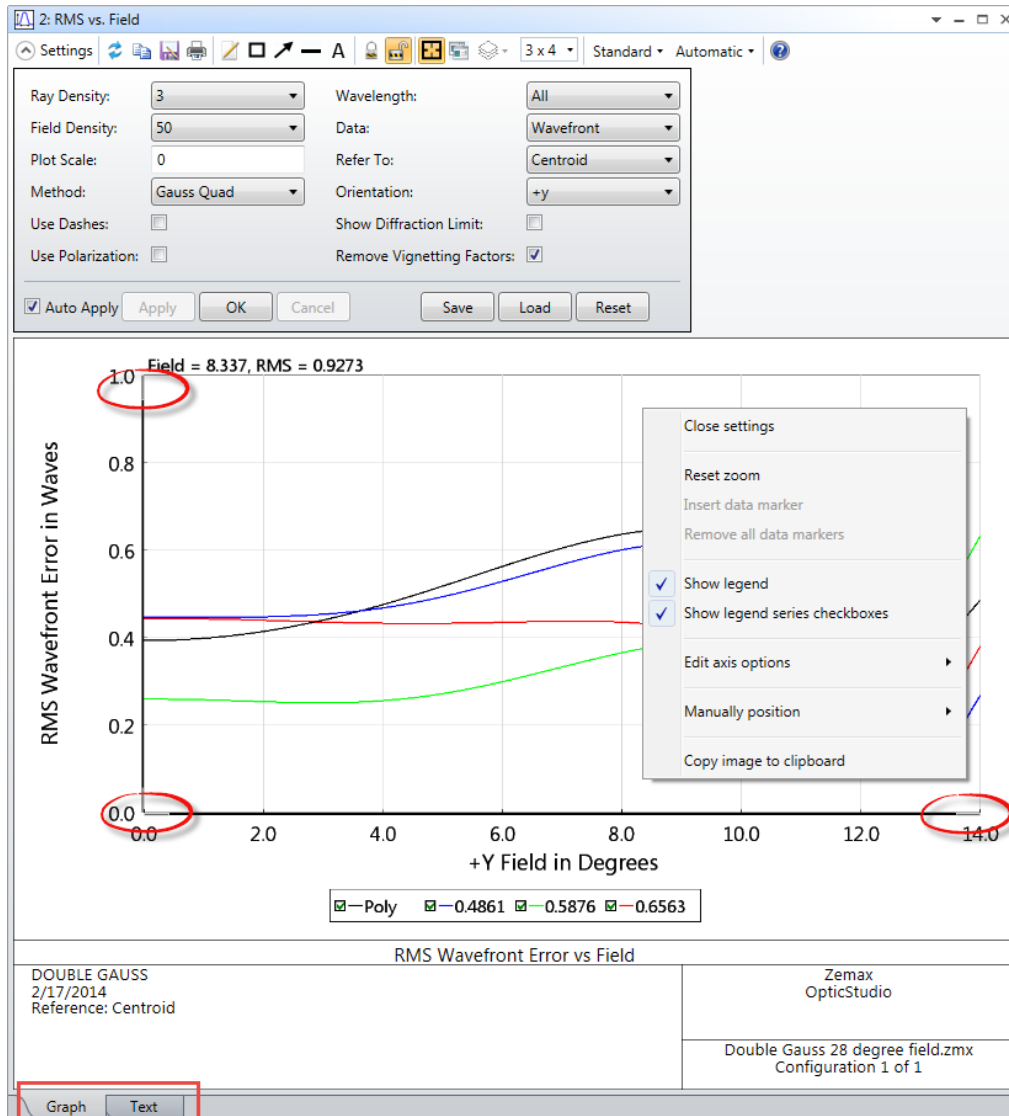 2: RMS vs. Field
Settings A 3 x 4 Standard Automatic
Ray Density: 3 Wavelength: All
Field Density: 50 Data: Wavefront
Plot Scale: 0 Refer To: Centroid
Method: Gauss Quad Orientation: +y
Use Dashes: Show Diffraction Limit:
Use Polarization: Remove Vignetting Factors:
Auto Apply Apply OK Cancel Save Load Reset
Field = 8.337, RMS = 0.9273
1.0
0.8
0.6
0.4
0.2
0.0
RMS Wavefront Error in Waves
Close settings
Reset zoom
Insert data marker
Remove all data markers
Show legend
Show legend series checkboxes
Edit axis options
Manually position
Copy image to clipboard
0.0 2.0 4.0 6.0 8.0 10.0 12.0 14.0
+Y Field in Degrees
Poly 0.4861 0.5876 0.6563
RMS Wavefront Error vs Field
DOUBLE GAUSS
2/17/2014
Reference: Centroid
Zemax
OpticStudio
Double Gauss 28 degree field.zmx
Configuration 1 of 1
Graph Text